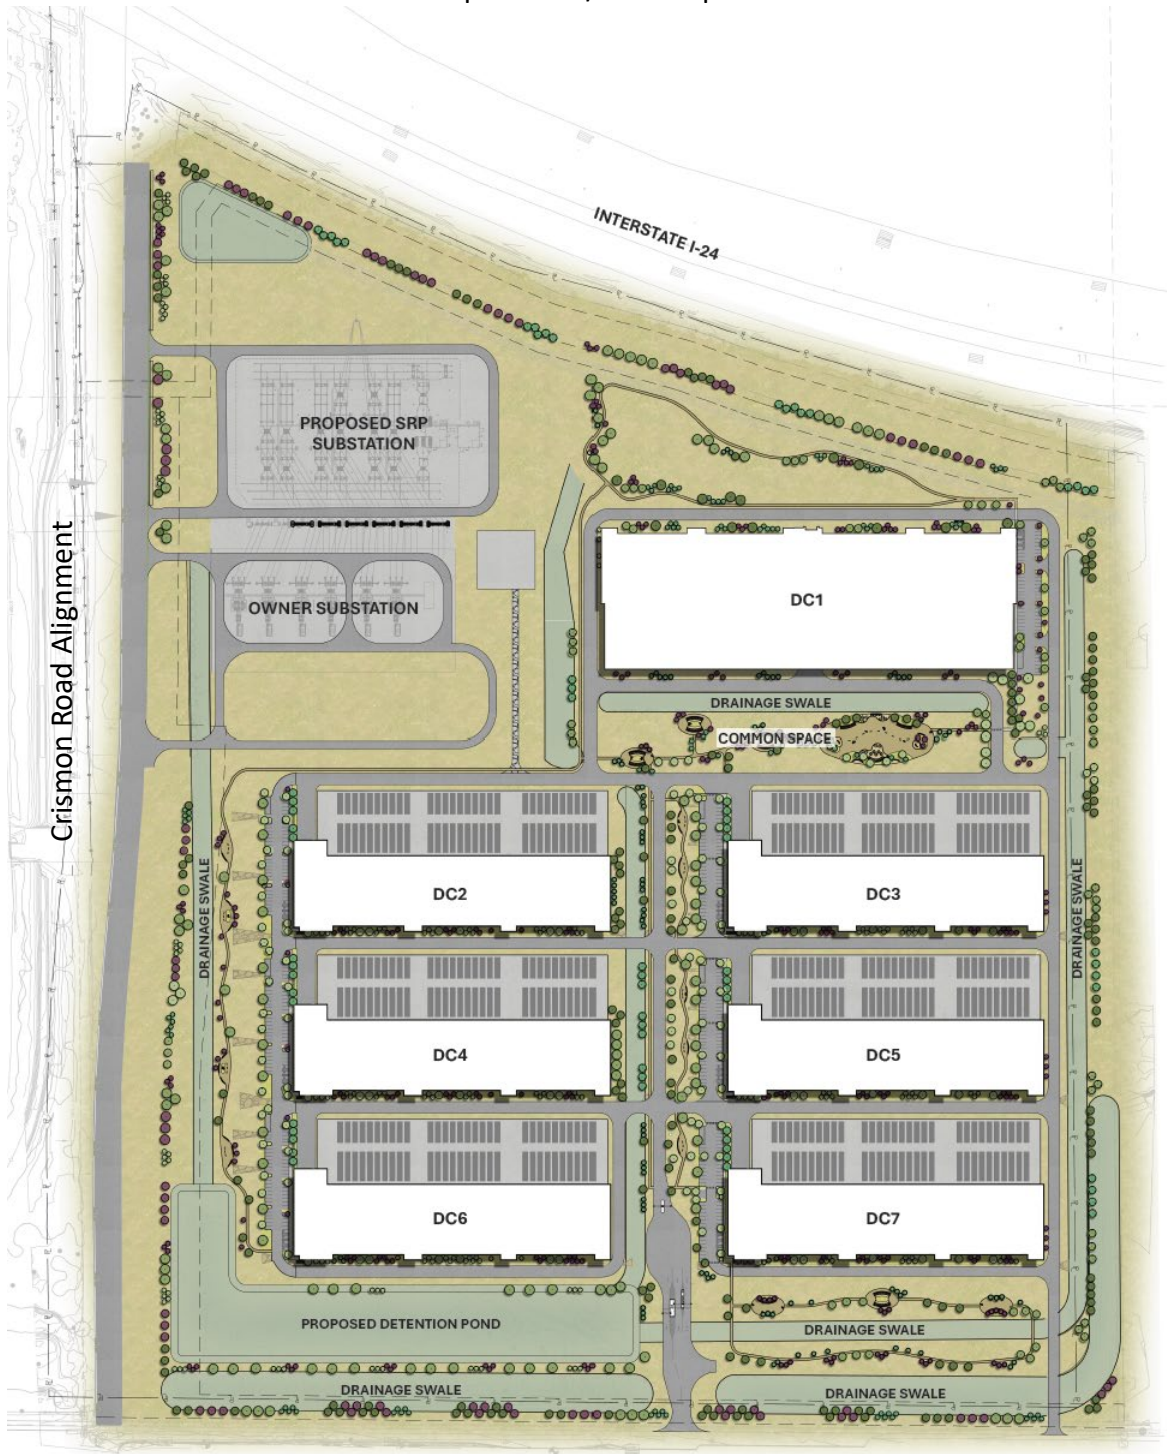 INTERSTATE I-24
PROPOSED SRP
SUBSTATION
Crismon Road Alignment
OWNER SUBSTATION
DC1
DRAINAGE SWALE
COMMON SPACE
DC2
DC3
DRAINAGE SWALE
DRAINAGE SWALE
DC4
DC5
DC6
DC7
PROPOSED DETENTION POND
DRAINAGE SWALE
DRAINAGE SWALE
DRAINAGE SWALE